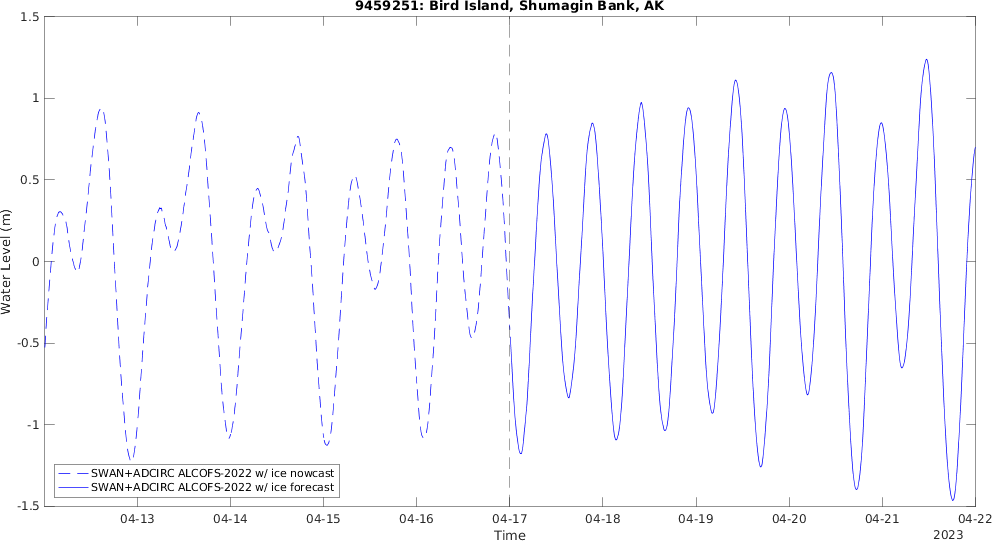 9459251: Bird Island, Shumagin Bank, AK
1.5
1
0.5
0
-0.5
-1
-1.5
Water Level (m)
SWAN+ADCIRC ALCOFS-2022 w/ ice nowcast
SWAN+ADCIRC ALCOFS-2022 w/ ice forecast
04-13 04-14 04-15 04-16 04-17 04-18 04-19 04-20 04-21 04-22
Time
2023